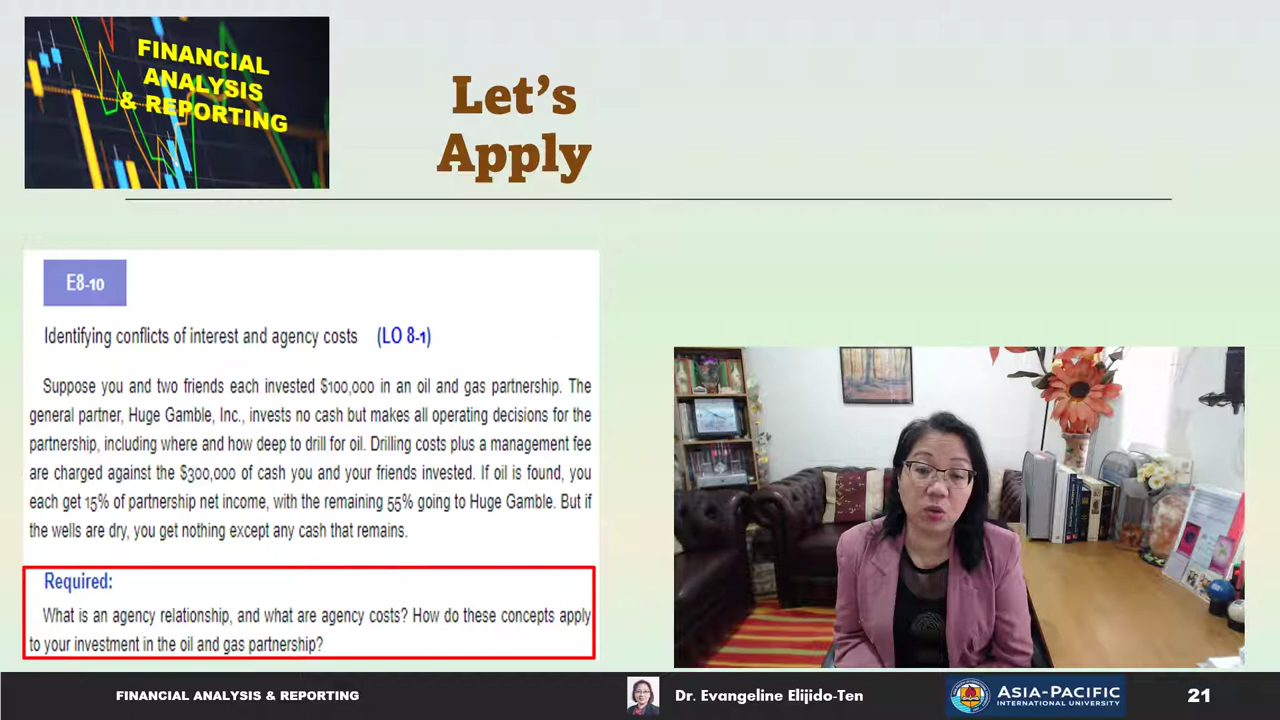 FINANCIAL
ANALYSIS
& REPORTING
Let's
Apply
E8-10
Identifying conflicts of interest and agency costs (LO 8-1)
Suppose you and two friends each invested $100,000 in an oil and gas partnership. The
general partner, Huge Gamble, Inc., invests no cash but makes all operating decisions for the
partnership, including where and how deep to drill for oil. Drilling costs plus a management fee
are charged against the $300,000 of cash you and your friends invested. If oil is found, you
each get 15% of partnership net income, with the remaining 55% going to Huge Gamble. But if
the wells are dry, you get nothing except any cash that remains.
Required:
What is an agency relationship, and what are agency costs? How do these concepts apply
to your investment in the oil and gas partnership?
FINANCIAL ANALYSIS & REPORTING
Dr. Evangeline Elijido-Ten
ASIA-PACIFIC
INTERNATIONAL UNIVERSITY
21